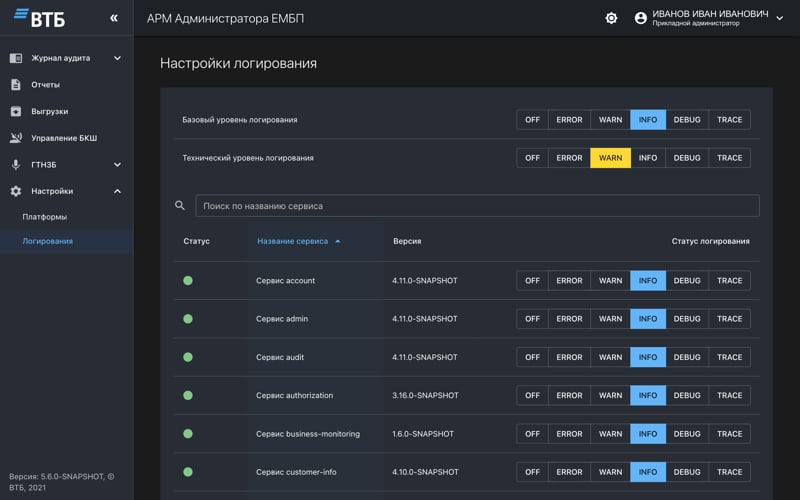 ВТБ
«
АРМ Администратора ЕМБП
ИВАНОВ ИВАН ИВАНОВИЧ
Прикладной администратор
Журнал аудита
Отчеты
Выгрузки
Управление БКШ
ГТНЗБ
Настройки
Платформы
Логирования
Версия: 5.6.0-SNAPSHOT, ©
ВТБ, 2021
Настройки логирования
Базовый уровень логирования OFF ERROR WARN INFO DEBUG TRACE
Технический уровень логирования OFF ERROR WARN INFO DEBUG TRACE
Поиск по названию сервиса
Статус Название сервиса Версия Статус логирования
Сервис account 4.11.0-SNAPSHOT OFF ERROR WARN INFO DEBUG TRACE
Сервис admin 4.11.0-SNAPSHOT OFF ERROR WARN INFO DEBUG TRACE
Сервис audit 4.11.0-SNAPSHOT OFF ERROR WARN INFO DEBUG TRACE
Сервис authorization 3.16.0-SNAPSHOT OFF ERROR WARN INFO DEBUG TRACE
Сервис business-monitoring 1.6.0-SNAPSHOT OFF ERROR WARN INFO DEBUG TRACE
Сервис customer-info 4.10.0-SNAPSHOT OFF ERROR WARN INFO DEBUG TRACE